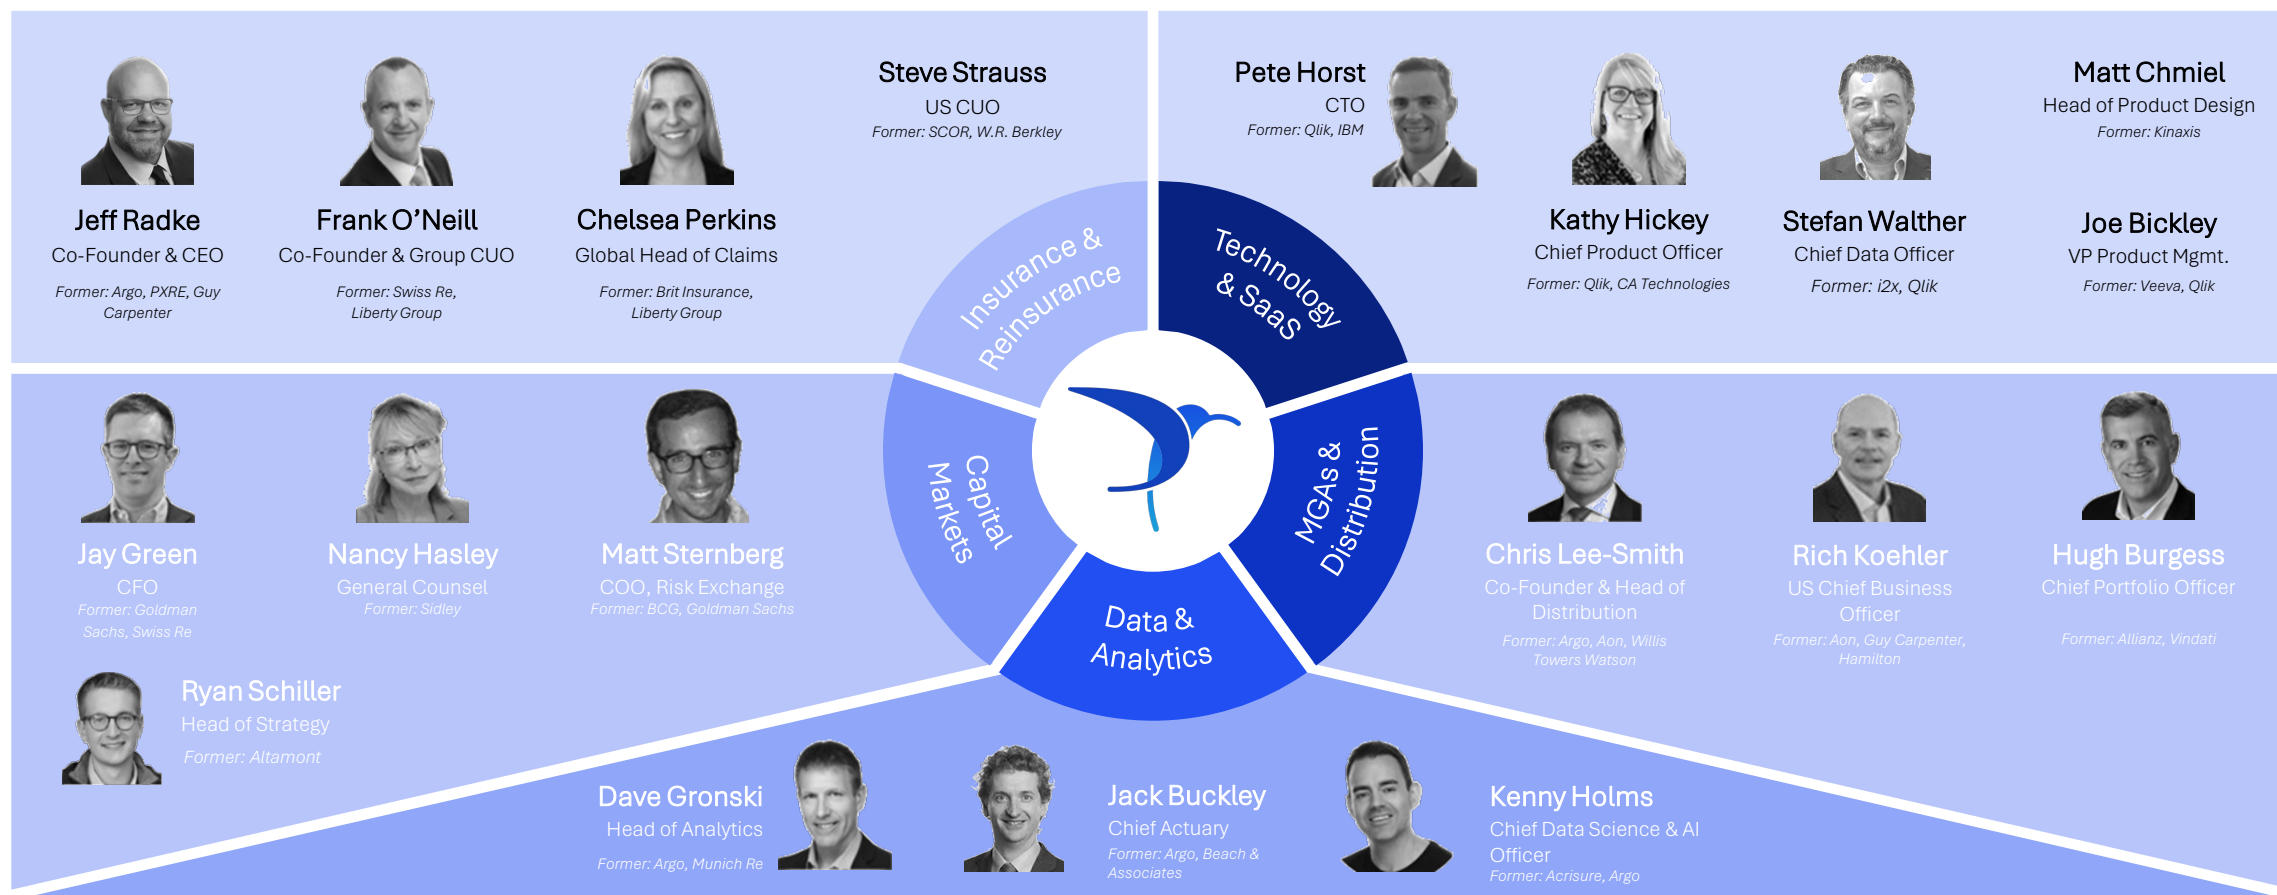 Jeff Radke
Co-Founder & CEO
Former: Argo, PXRE, Guy
Carpenter
Frank O’Neill
Co-Founder & Group CUO
Former: Swiss Re,
Liberty Group
Chelsea Perkins
Global Head of Claims
Former: Brit Insurance,
Liberty Group
Steve Strauss
US CUO
Former: SCOR, W.R. Berkley
Pete Horst
CTO
Former: Qlik, IBM
Kathy Hickey
Chief Product Officer
Former: Qlik, CA Technologies
Stefan Walther
Chief Data Officer
Former: i2x, Qlik
Matt Chmiel
Head of Product Design
Former: Kinaxis
Joe Bickley
VP Product Mgmt.
Former: Veeva, Qlik
Insurance &
Reinsurance
Technology
& SaaS
Capital
Markets
MGAs &
Distribution
Data &
Analytics
Jay Green
CFO
Former: Goldman
Sachs, Swiss Re
Nancy Hasley
General Counsel
Former: Sidley
Matt Sternberg
COO, Risk Exchange
Former: BCG, Goldman Sachs
Ryan Schiller
Head of Strategy
Former: Altamont
Chris Lee-Smith
Co-Founder & Head of
Distribution
Former: Argo, Aon, Willis
Towers Watson
Rich Koehler
US Chief Business
Officer
Former: Aon, Guy Carpenter,
Hamilton
Hugh Burgess
Chief Portfolio Officer
Former: Allianz, Vindati
Dave Gronski
Head of Analytics
Former: Argo, Munich Re
Jack Buckley
Chief Actuary
Former: Argo, Beach &
Associates
Kenny Holms
Chief Data Science & AI
Officer
Former: Acrisure, Argo